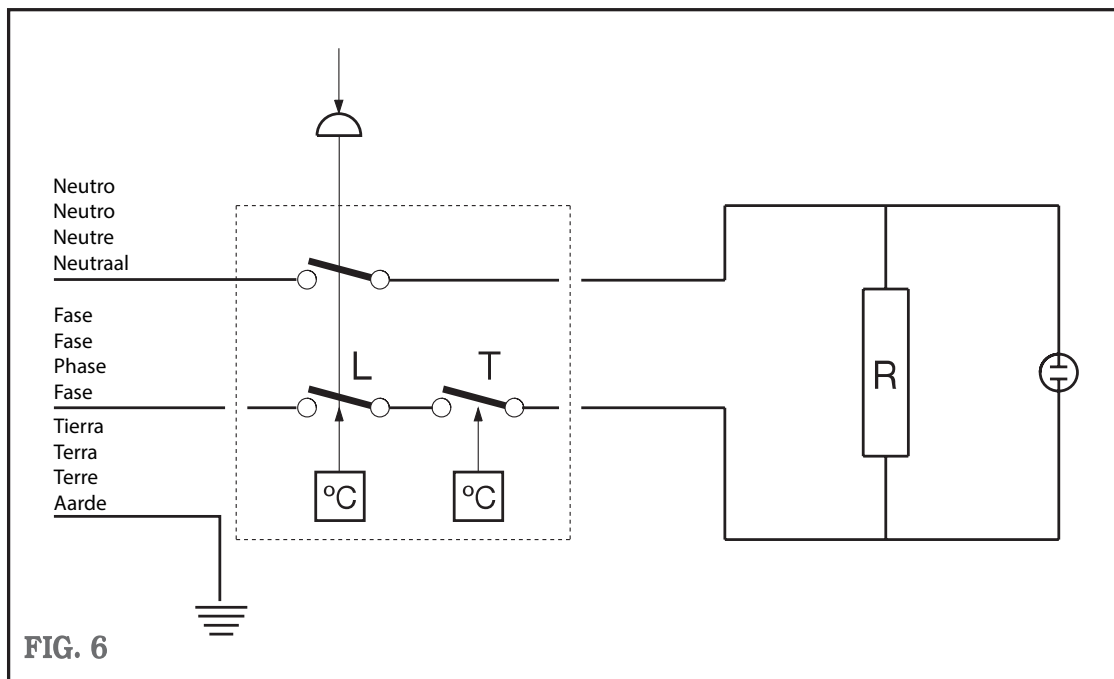 Neutro
Neutro
Neutre
Neutraal
Fase
Fase
Phase
Fase
L
T
R
Tierra
Terra
Terre
Aarde
ºC
ºC
FIG. 6